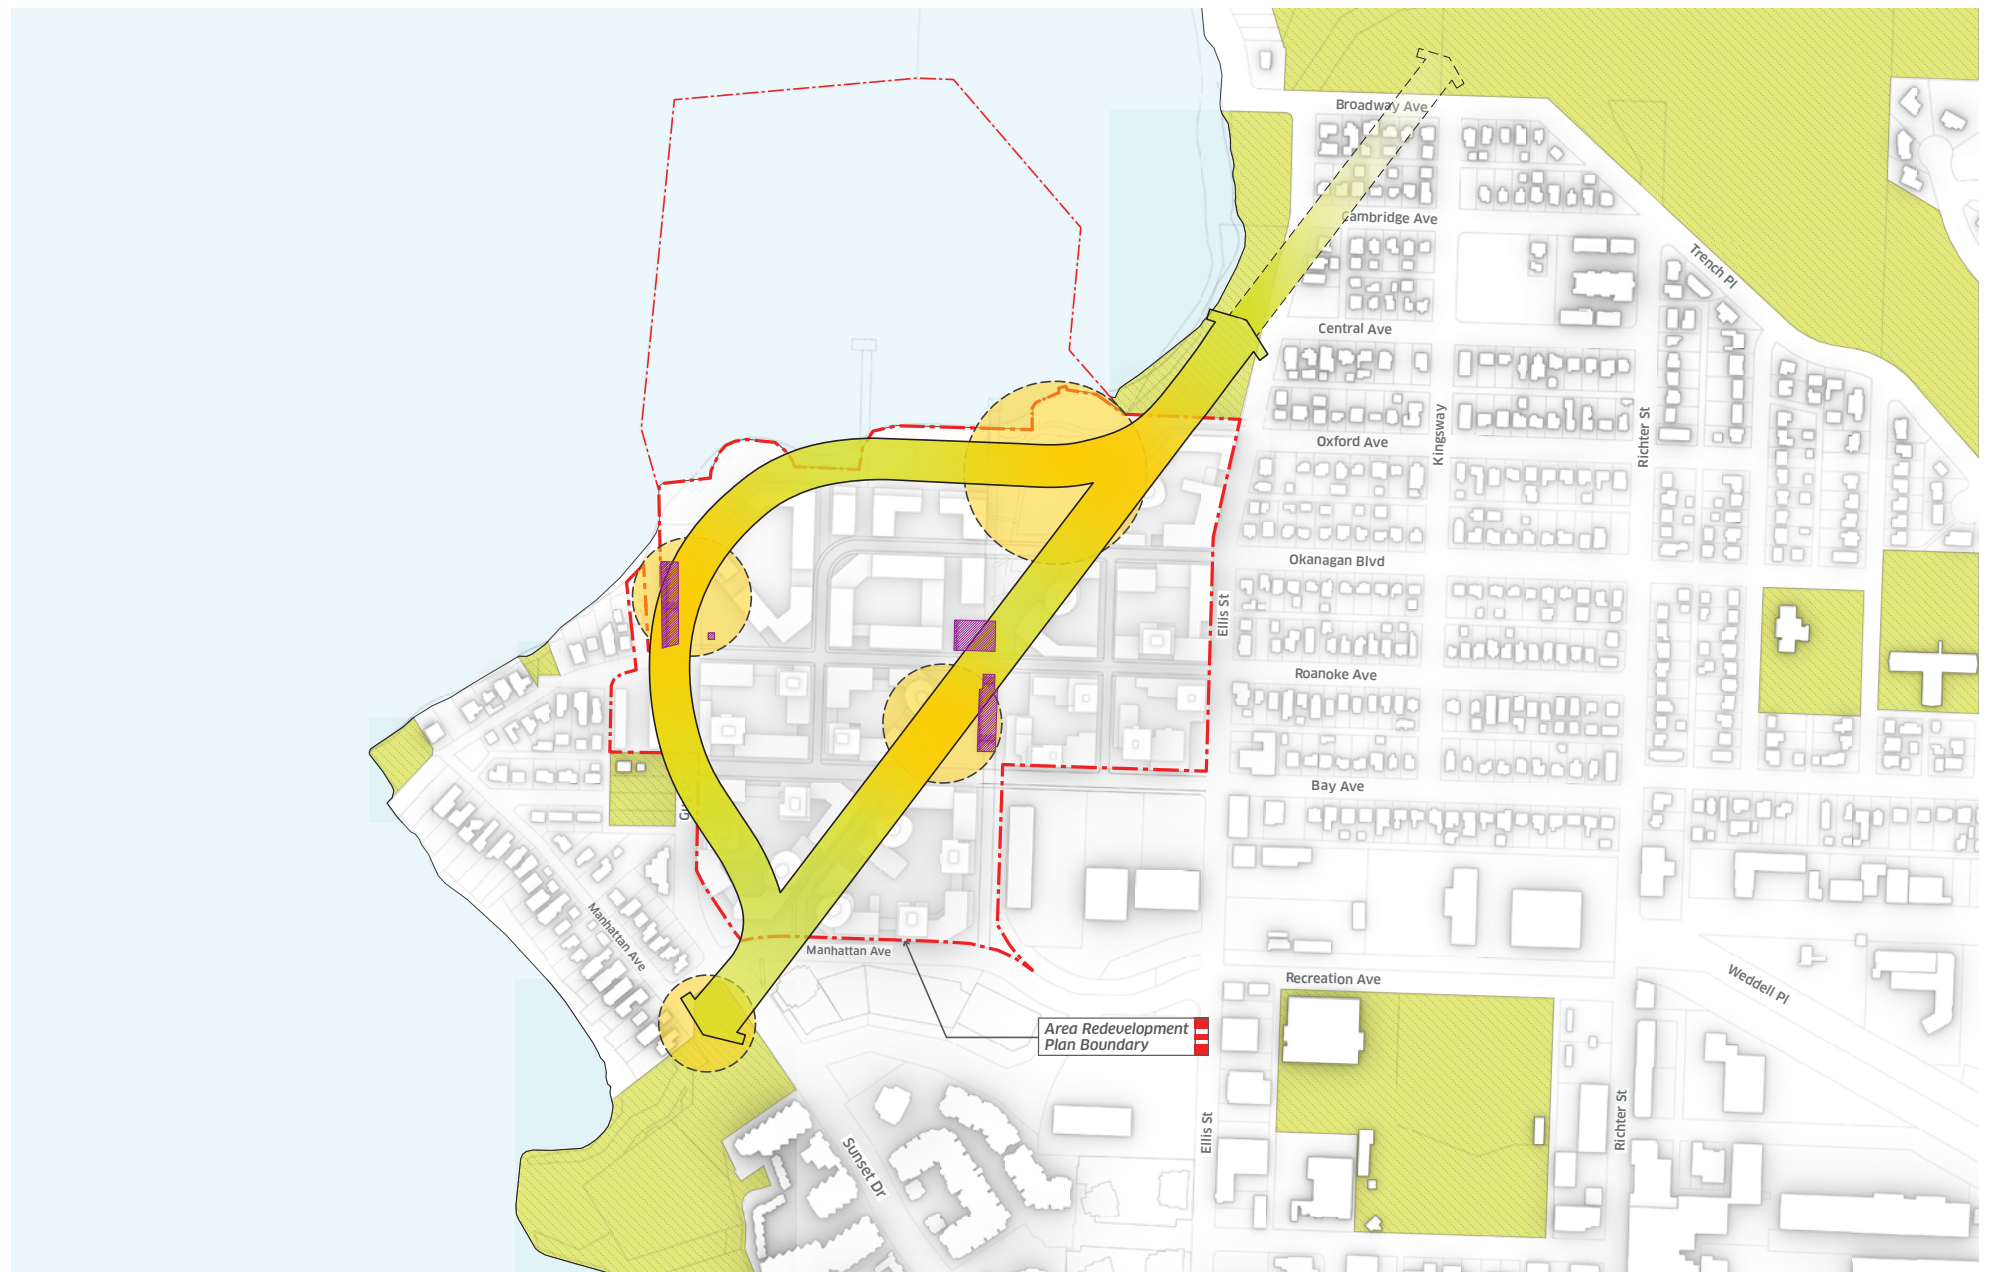 Broadway Ave
Cambridge Ave
Trench Pl
Central Ave
Kingsway
Richter St
Oxford Ave
Okanagan Blvd
Ellis St
Roanoke Ave
Bay Ave
Manhattan Ave
Manhattan Ave
Recreation Ave
Weddell Pl
Area Redevelopment
Plan Boundary
Sunset Dr
Ellis St
Richter St